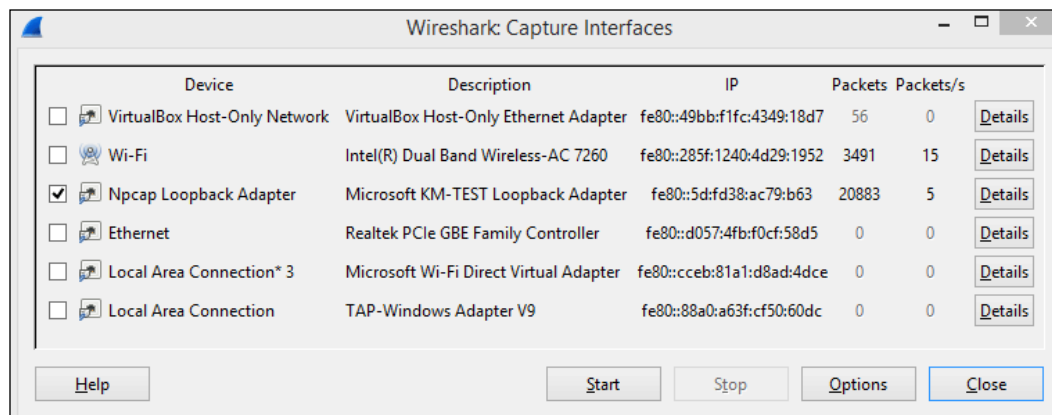 Wireshark: Capture Interfaces
Device Description IP Packets Packets/s
VirtualBox Host-Only Network VirtualBox Host-Only Ethernet Adapter fe80::49bb:f1fc:4349:18d7 56 0 Details
Wi-Fi Intel(R) Dual Band Wireless-AC 7260 fe80::285f:1240:4d29:1952 3491 15 Details
Npcap Loopback Adapter Microsoft KM-TEST Loopback Adapter fe80::5d:fd38:ac79:b63 20883 5 Details
Ethernet Realtek PCIe GBE Family Controller fe80::d057:4fb:f0cf:58d5 0 0 Details
Local Area Connection* 3 Microsoft Wi-Fi Direct Virtual Adapter fe80::cceb:81a1:d8ad:4dce 0 0 Details
Local Area Connection TAP-Windows Adapter V9 fe80::88a0:a63f:cf50:60dc 0 0 Details
Help Start Stop Options Close